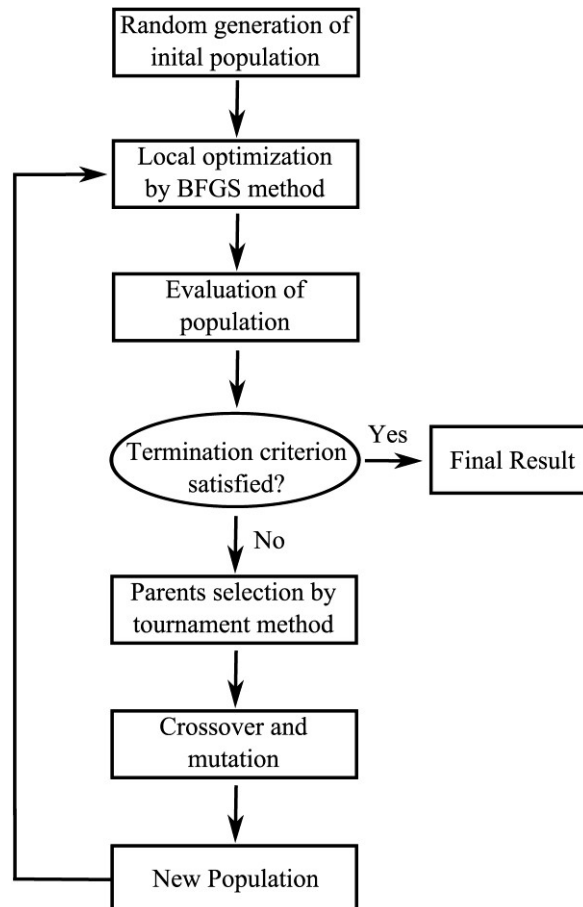 Random generation of
inital population
Local optimization
by BFGS method
Evaluation of
population
Termination criterion
satisfied?
Yes
Final Result
No
Parents selection by
tournament method
Crossover and
mutation
New Population